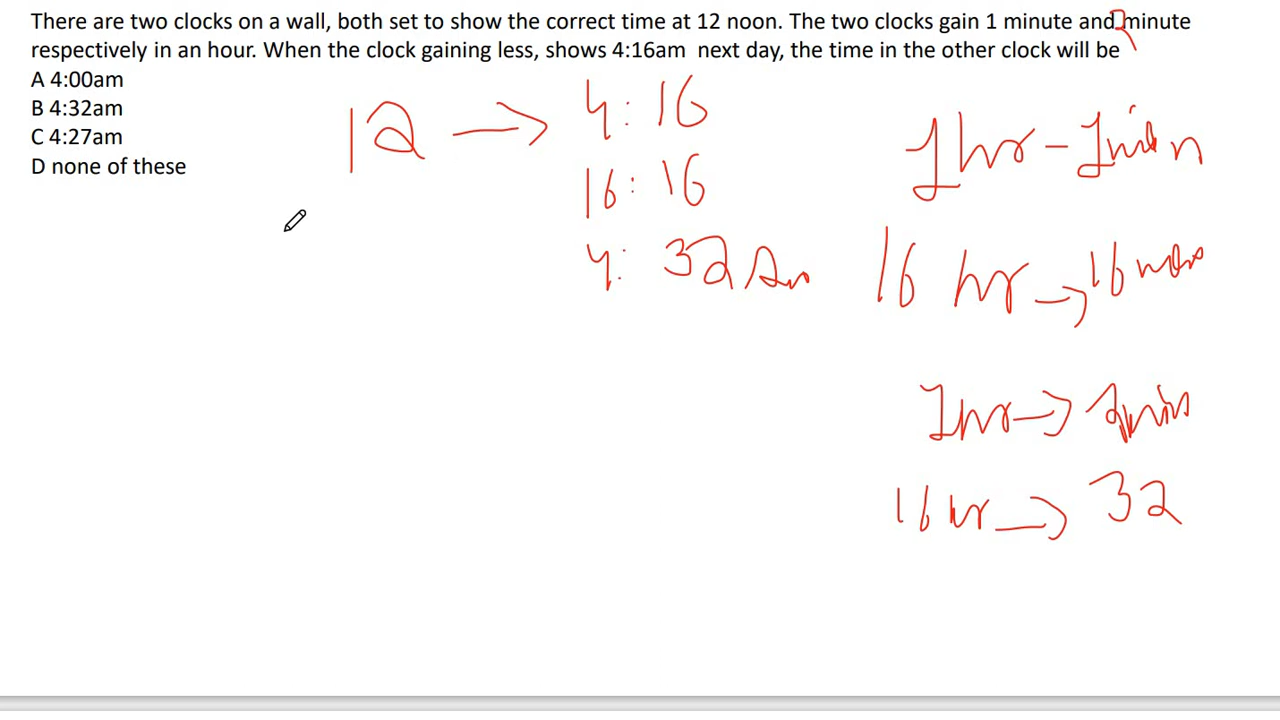 There are two clocks on a wall, both set to show the correct time at 12 noon. The two clocks gain 1 minute and 2 minute
respectively in an hour. When the clock gaining less, shows 4:16am next day, the time in the other clock will be
A 4:00am
B 4:32am
C 4:27am
D none of these
12 → 4:16
16:16
4:32 Am
1hr - 1min
16 hr → 16 min
1hr → 2min
16 hr → 32